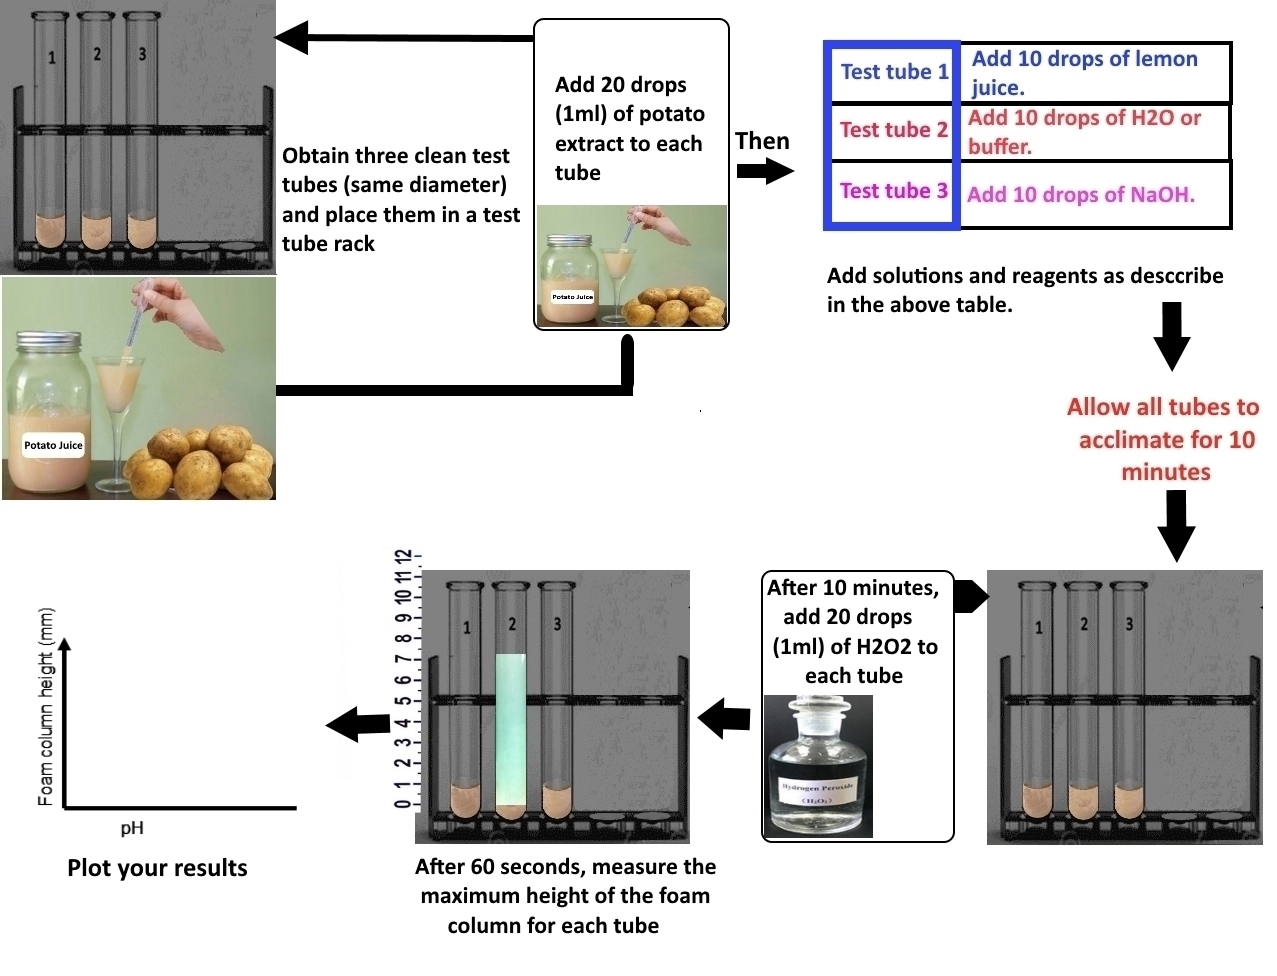 1
2
3
Obtain three clean test
tubes (same diameter)
and place them in a test
tube rack
Potato Juice
Add 20 drops
(1ml) of potato
extract to each
tube
Potato Juice
Then
Test tube 1
Add 10 drops of lemon
juice.
Test tube 2
Add 10 drops of H2O or
buffer.
Test tube 3
Add 10 drops of NaOH.
Add solutions and reagents as desccribe
in the above table.
Allow all tubes to
acclimate for 10
minutes
1
2
3
After 10 minutes,
add 20 drops
(1ml) of H2O2 to
each tube
Hydrogen Peroxide
(H₂O₂)
0 1 2 3 4 5 6 7 8 9 10 11 12
1
2
3
After 60 seconds, measure the
maximum height of the foam
column for each tube
Foam column height (mm)
pH
Plot your results